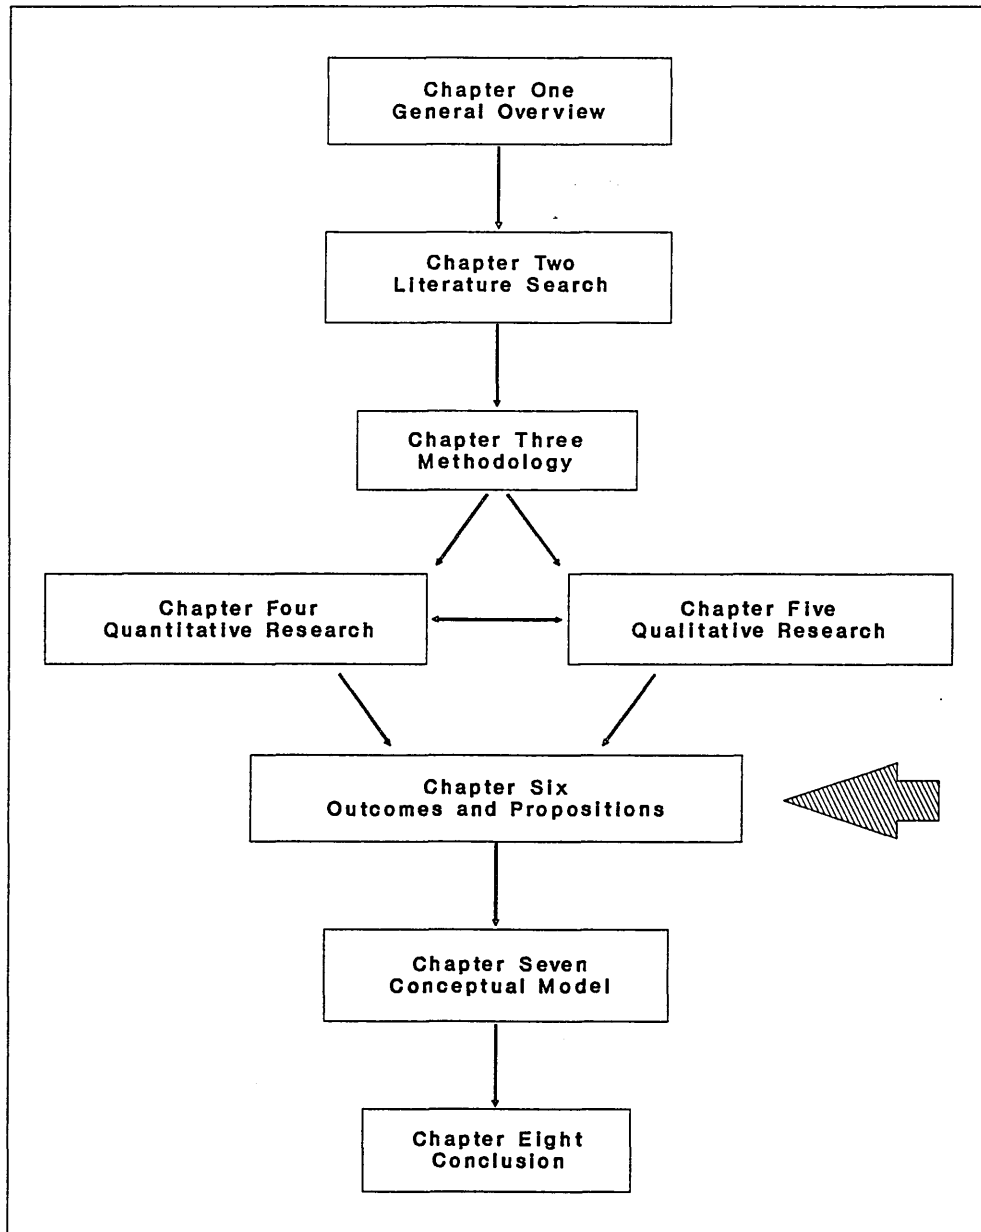 Chapter One
General Overview
Chapter Two
Literature Search
Chapter Three
Methodology
Chapter Four
Quantitative Research
Chapter Five
Qualitative Research
Chapter Six
Outcomes and Propositions
Chapter Seven
Conceptual Model
Chapter Eight
Conclusion